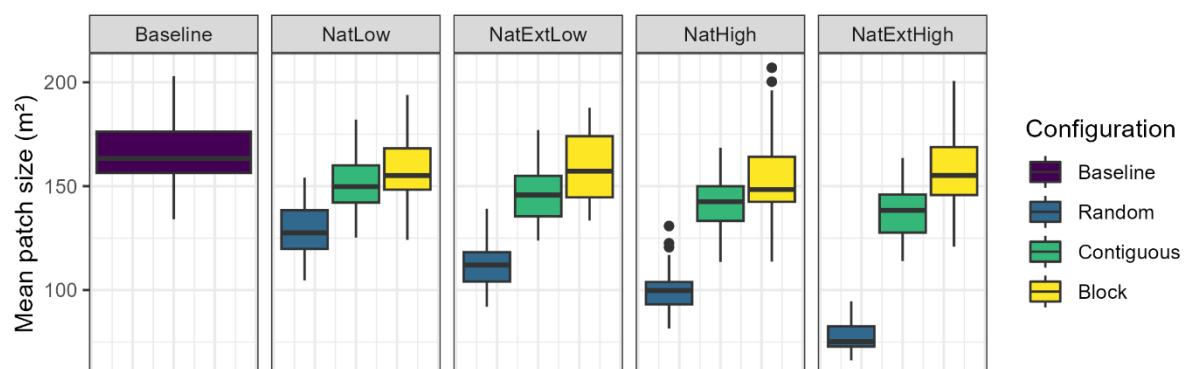 Baseline
NatLow
NatExtLow
NatHigh
NatExtHigh
Mean patch size (m²)
200
150
100
Configuration
Baseline
Random
Contiguous
Block